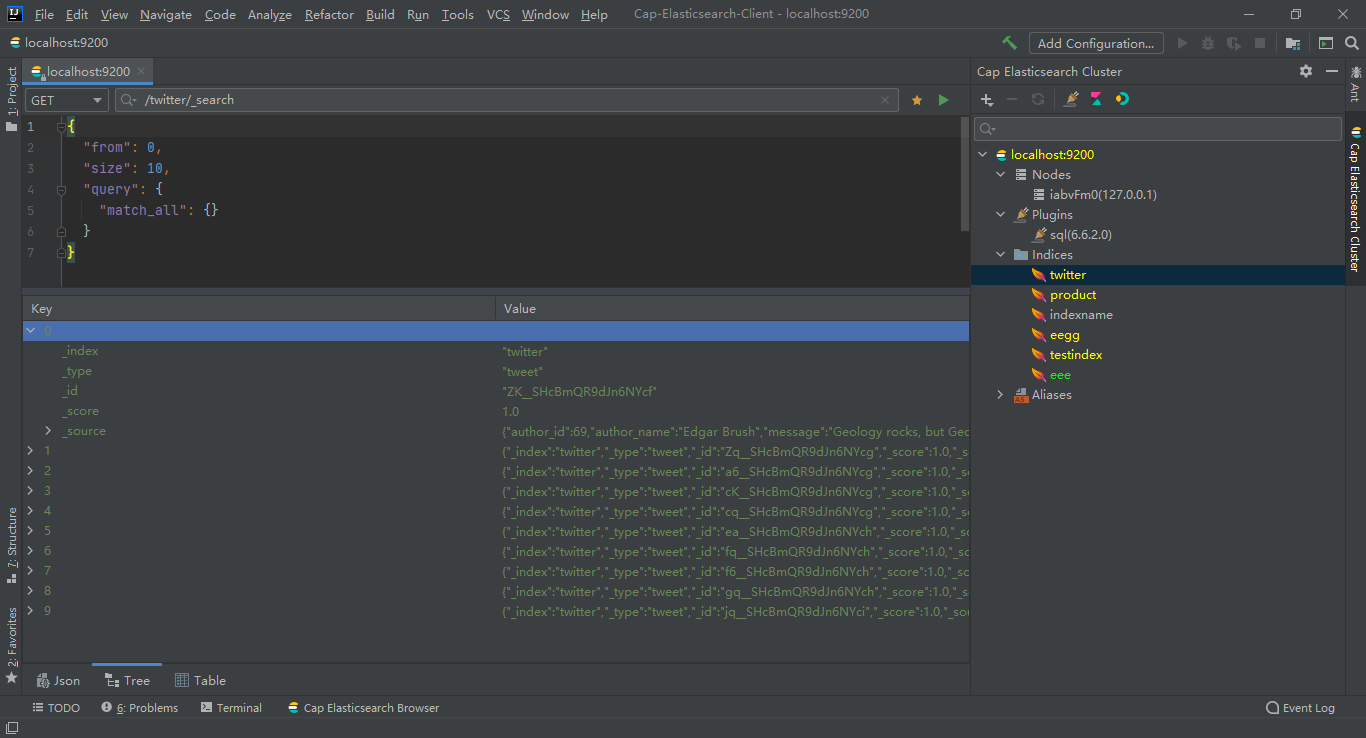 File Edit View Navigate Code Analyze Refactor Build Run Tools VCS Window Help Cap-Elasticsearch-Client - localhost:9200
localhost:9200
Add Configuration...
1: Project
localhost:9200
GET
/twitter/_search
1 {
2 "from": 0,
3 "size": 10,
4 "query": {
5 "match_all": {}
6 }
7 }
Key Value
0
_index "twitter"
_type "tweet"
_id "ZK__SHcBmQR9dJn6NYcf"
_score 1.0
_source {"author_id":69,"author_name":"Edgar Brush","message":"Geology rocks, but Geo
1 {"_index":"twitter","_type":"tweet","_id":"Zq__SHcBmQR9dJn6NYcg","_score":1.0,"_s
2 {"_index":"twitter","_type":"tweet","_id":"a6__SHcBmQR9dJn6NYcg","_score":1.0,"_s
3 {"_index":"twitter","_type":"tweet","_id":"cK__SHcBmQR9dJn6NYcg","_score":1.0,"_s
4 {"_index":"twitter","_type":"tweet","_id":"cq__SHcBmQR9dJn6NYcg","_score":1.0,"_s
5 {"_index":"twitter","_type":"tweet","_id":"ea__SHcBmQR9dJn6NYch","_score":1.0,"_s
6 {"_index":"twitter","_type":"tweet","_id":"fq__SHcBmQR9dJn6NYch","_score":1.0,"_s
7 {"_index":"twitter","_type":"tweet","_id":"f6__SHcBmQR9dJn6NYch","_score":1.0,"_s
8 {"_index":"twitter","_type":"tweet","_id":"gq__SHcBmQR9dJn6NYch","_score":1.0,"_s
9 {"_index":"twitter","_type":"tweet","_id":"jq__SHcBmQR9dJn6NYci","_score":1.0,"_sou
Json Tree Table
Cap Elasticsearch Cluster
localhost:9200
Nodes
iabvFm0(127.0.0.1)
Plugins
sql(6.6.2.0)
Indices
twitter
product
indexname
eegg
testindex
eee
AS Aliases
Ant
Cap Elasticsearch Cluster
7: Structure
2: Favorites
TODO 6: Problems Terminal Cap Elasticsearch Browser Event Log